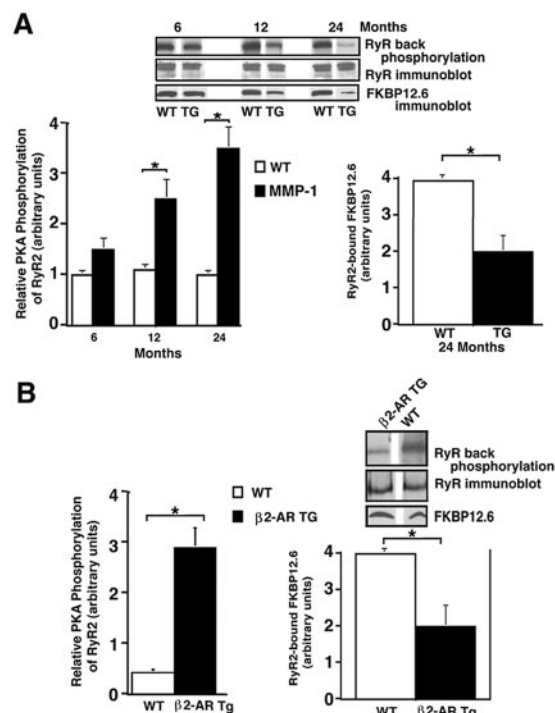 A
6 12 24 Months
RyR back
phosphorylation
RyR immunoblot
FKBP12.6
immunoblot
WT TG WT TG WT TG
Relative PKA Phosphorylation
of RyR2 (arbitrary units)
4
3
2
1
0
*
*
WT
MMP-1
6 12 24
Months
RyR2-bound FKBP12.6
(arbitrary units)
4
3
2
1
0
*
WT TG
24 Months
B
β2-AR TG
WT
RyR back
phosphorylation
RyR immunoblot
FKBP12.6
Relative PKA Phosphorylation
of RyR2 (arbitrary units)
4
3
2
1
0
*
WT
β2-AR TG
WT β2-AR Tg
RyR2-bound FKBP12.6
(arbitrary units)
4
3
2
1
0
*
WT β2-AR Tg